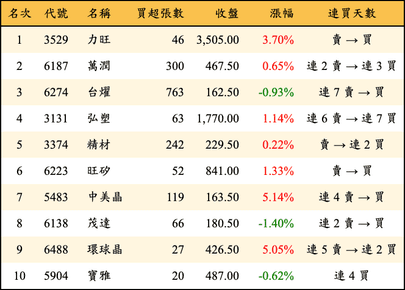 名次 代號 名稱 買超張數 收盤 漲幅 連買天數
1 3529 力旺 46 3,505.00 3.70% 賣 → 買
2 6187 萬潤 300 467.50 0.65% 連 2 賣 → 連 3 買
3 6274 台燿 763 162.50 -0.93% 連 7 賣 → 買
4 3131 弘塑 63 1,770.00 1.14% 連 6 賣 → 連 7 買
5 3374 精材 242 229.50 0.22% 賣 → 連 2 買
6 6223 旺矽 52 841.00 1.33% 賣 → 買
7 5483 中美晶 119 163.50 5.14% 連 4 賣 → 買
8 6138 茂達 66 180.50 -1.40% 連 2 賣 → 買
9 6488 環球晶 27 426.50 5.05% 連 5 賣 → 連 2 買
10 5904 寶雅 20 487.00 -0.62% 連 4 買